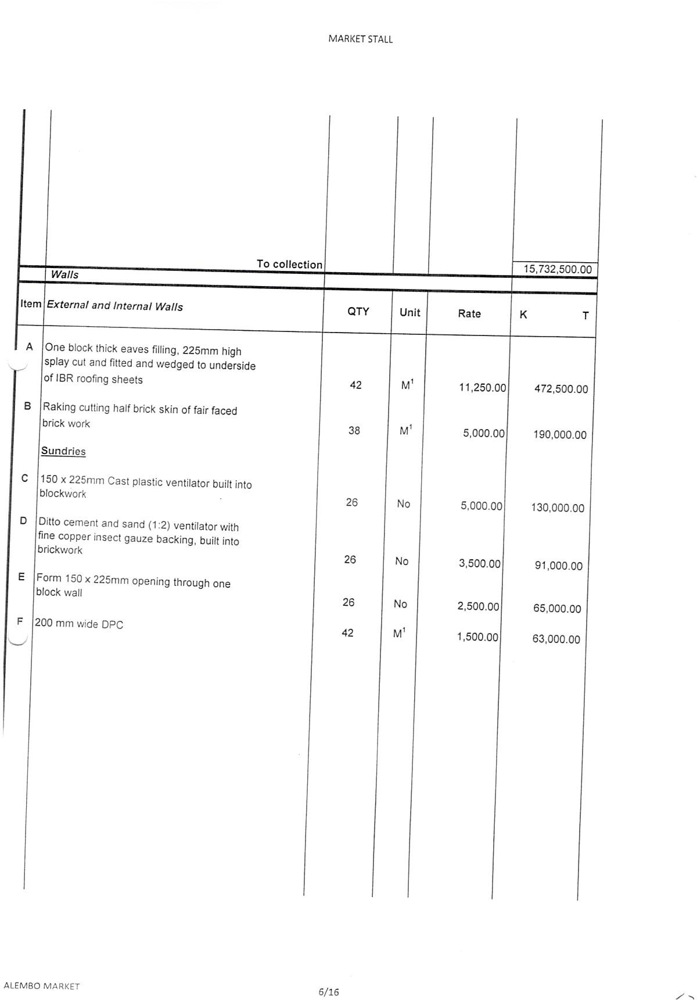 MARKET STALL
To collection 15,732,500.00
Walls
Item External and Internal Walls QTY Unit Rate K T
A One block thick eaves filling, 225mm high
splay cut and fitted and wedged to underside
of IBR roofing sheets 42 M¹ 11,250.00 472,500.00
B Raking cutting half brick skin of fair faced
brick work 38 M¹ 5,000.00 190,000.00
Sundries
C 150 x 225mm Cast plastic ventilator built into
blockwork 26 No 5,000.00 130,000.00
D Ditto cement and sand (1:2) ventilator with
fine copper insect gauze backing, built into
brickwork 26 No 3,500.00 91,000.00
E Form 150 x 225mm opening through one
block wall 26 No 2,500.00 65,000.00
F 200 mm wide DPC 42 M¹ 1,500.00 63,000.00
ALEMBO MARKET 6/16